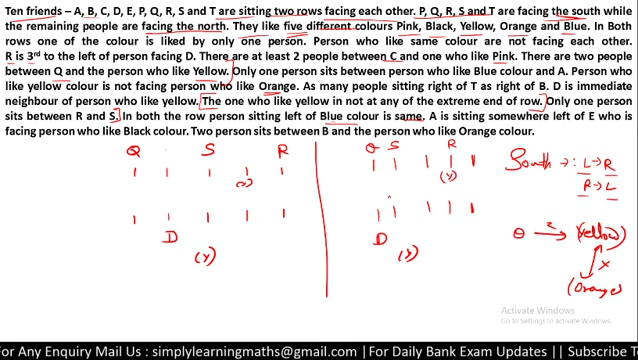 Ten friends – A, B, C, D, E, P, Q, R, S and T are sitting two rows facing each other. P, Q, R, S and T are facing the south while
the remaining people are facing the north. They like five different colours Pink, Black, Yellow, Orange and Blue. In Both
rows one of the colour is liked by only one person. Person who like same colour are not facing each other.
R is 3rd to the left of person facing D. There are at least 2 people between C and one who like Pink. There are two people
between Q and the person who like Yellow. Only one person sits between person who like Blue colour and A. Person who
like yellow colour is not facing person who like Orange. As many people sitting right of T as right of B. D is immediate
neighbour of person who like yellow. The one who like yellow in not at any of the extreme end of row. Only one person
sits between R and S. In both the row person sitting left of Blue colour is same. A is sitting somewhere left of E who is
facing person who like Black colour. Two person sits between B and the person who like Orange colour.
Q S R Q S R South → : L → R
(Y) (Y) R → L
Q 2 → (Yellow)
D D X
(Y) (Y) (Orange)
Activate Windows
Go to Settings to activate Windows.
For Any Enquiry Mail Us : simplylearningmaths@gmail.com |For Daily Bank Exam Updates || Subscribe To